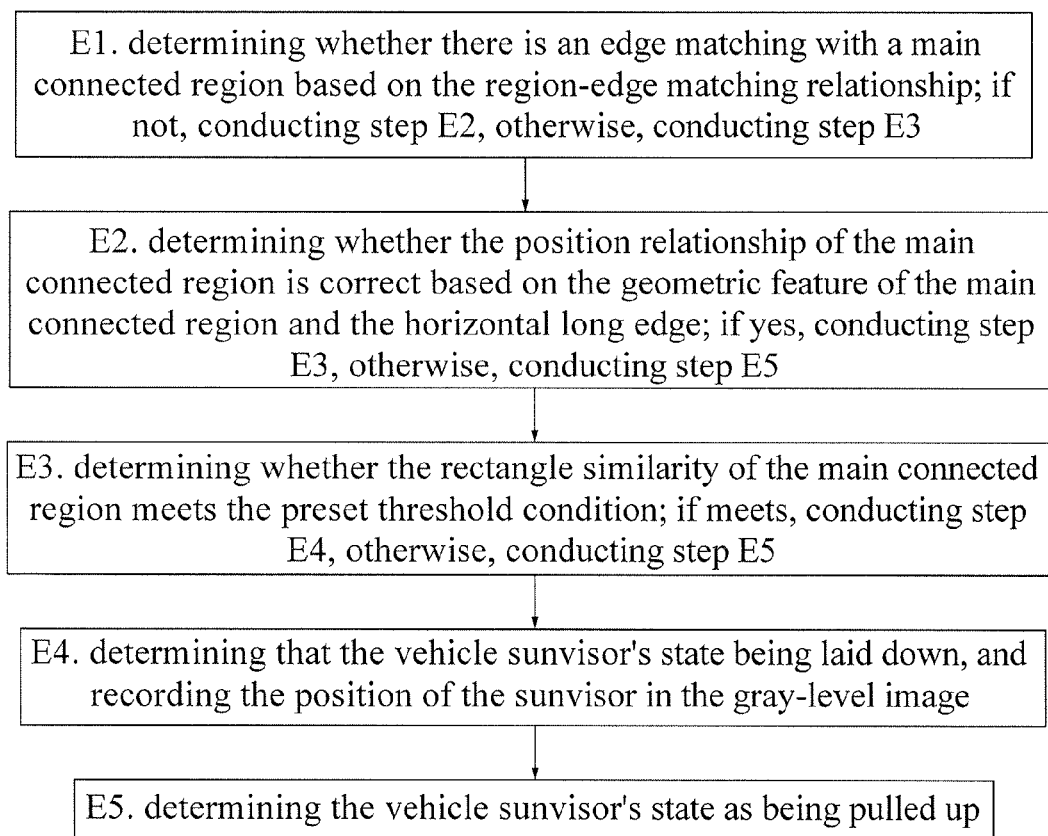 E1. determining whether there is an edge matching with a main
connected region based on the region-edge matching relationship; if
not, conducting step E2, otherwise, conducting step E3
E2. determining whether the position relationship of the main
connected region is correct based on the geometric feature of the main
connected region and the horizontal long edge; if yes, conducting step
E3, otherwise, conducting step E5
E3. determining whether the rectangle similarity of the main connected
region meets the preset threshold condition; if meets, conducting step
E4, otherwise, conducting step E5
E4. determining that the vehicle sunvisor's state being laid down, and
recording the position of the sunvisor in the gray-level image
E5. determining the vehicle sunvisor's state as being pulled up